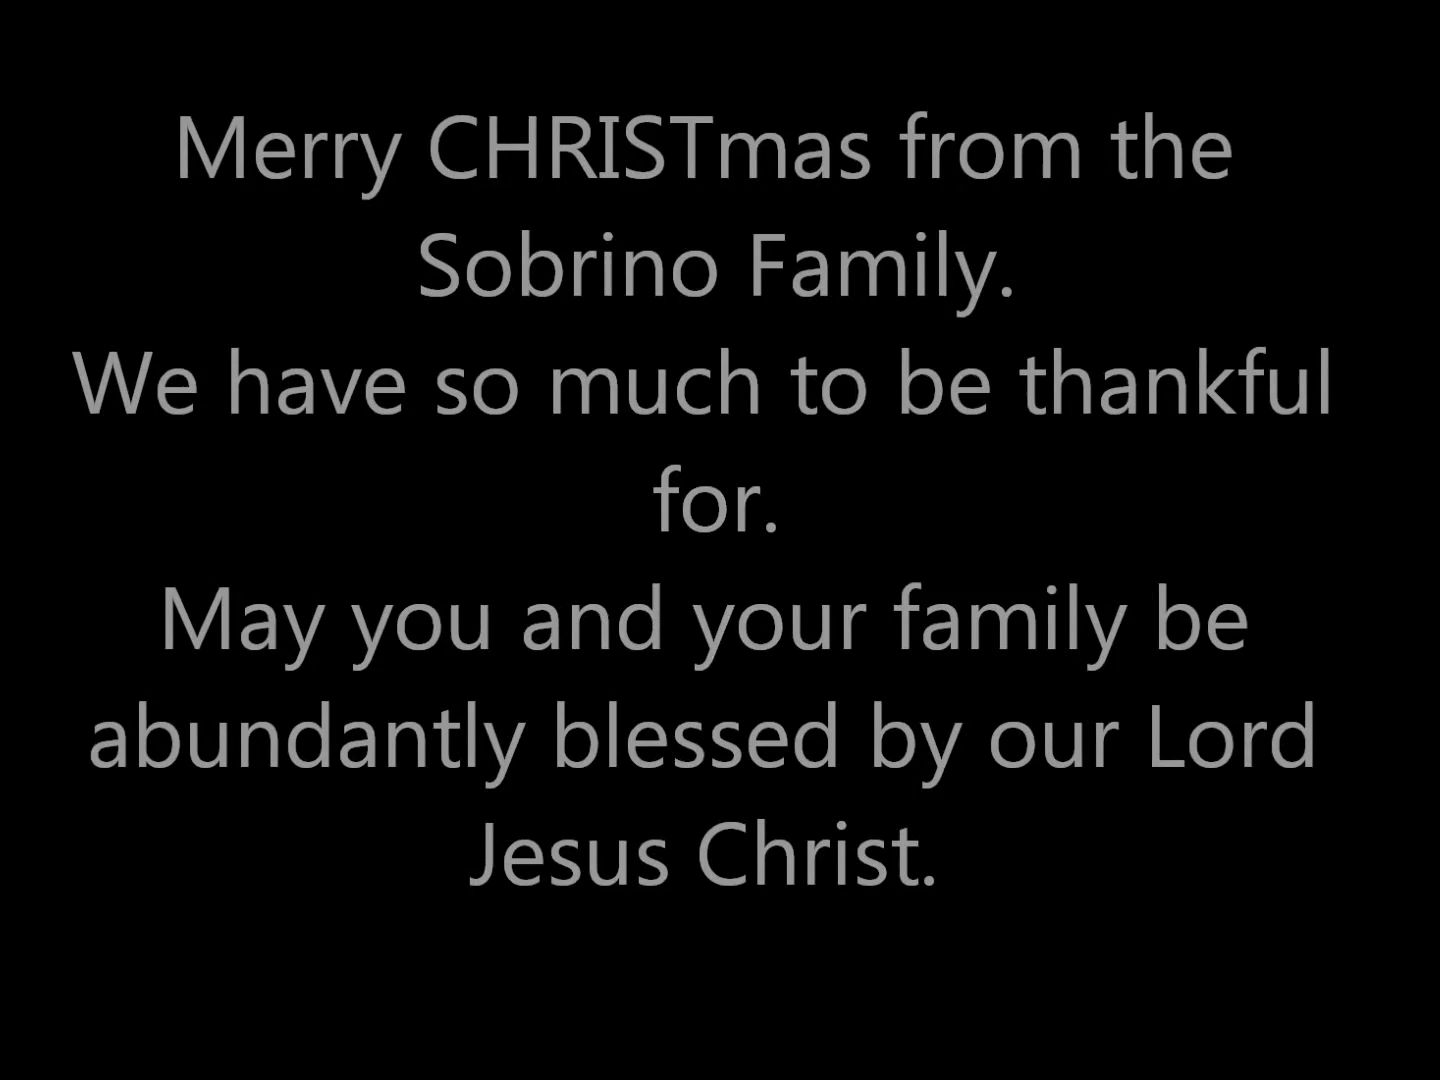 Merry CHRISTmas from the
Sobrino Family.
We have so much to be thankful
for.
May you and your family be
abundantly blessed by our Lord
Jesus Christ.